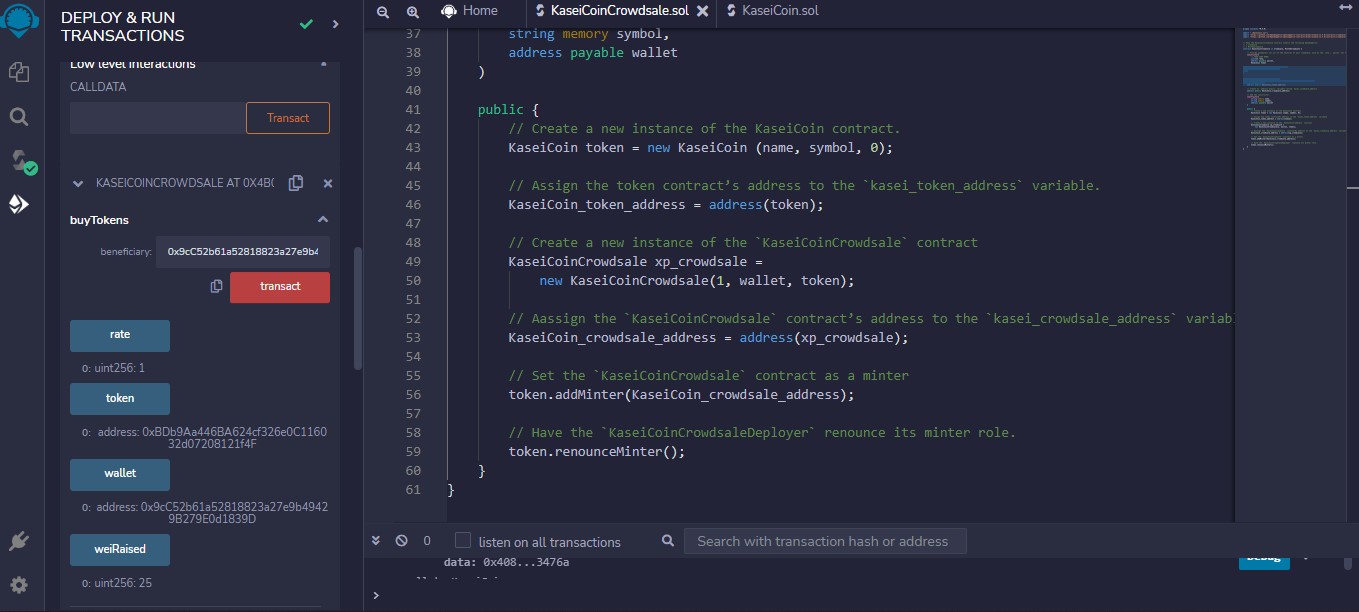 DEPLOY & RUN
TRANSACTIONS
Low level interactions
CALLDATA
Transact
KASEICOINCROWDSALE AT 0X4B0
buyTokens
beneficiary: 0x9cC52b61a52818823a27e9b4
transact
rate
0: uint256: 1
token
0: address: 0xBDb9Aa446BA624cf326e0C1160
32d07208121f4F
wallet
0: address: 0x9cC52b61a52818823a27e9b4942
9B279E0d1839D
weiRaised
0: uint256: 25
Home
KaseiCoinCrowdsale.sol
KaseiCoin.sol
37 string memory symbol,
38 address payable wallet
39 )
40
41 public {
42 // Create a new instance of the KaseiCoin contract.
43 KaseiCoin token = new KaseiCoin (name, symbol, 0);
44
45 // Assign the token contract’s address to the `kasei_token_address` variable.
46 KaseiCoin_token_address = address(token);
47
48 // Create a new instance of the `KaseiCoinCrowdsale` contract
49 KaseiCoinCrowdsale xp_crowdsale =
50 new KaseiCoinCrowdsale(1, wallet, token);
51
52 // Aassign the `KaseiCoinCrowdsale` contract’s address to the `kasei_crowdsale_address` variab
53 KaseiCoin_crowdsale_address = address(xp_crowdsale);
54
55 // Set the `KaseiCoinCrowdsale` contract as a minter
56 token.addMinter(KaseiCoin_crowdsale_address);
57
58 // Have the `KaseiCoinCrowdsaleDeployer` renounce its minter role.
59 token.renounceMinter();
60 }
61 }
0 listen on all transactions Search with transaction hash or address
data: 0x408...3476a
Debug
>